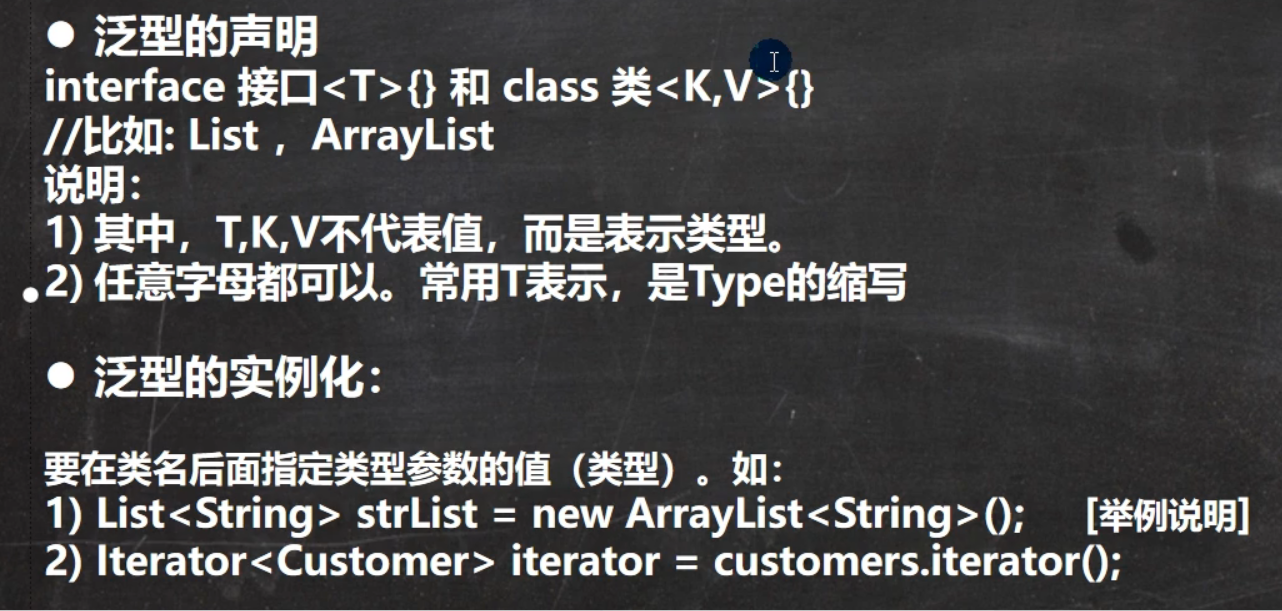 ● 泛型的声明
interface 接口<T>{} 和 class 类<K,V>{}
//比如: List ，ArrayList
说明：
1) 其中，T,K,V不代表值，而是表示类型。
2) 任意字母都可以。常用T表示，是Type的缩写
● 泛型的实例化：
要在类名后面指定类型参数的值（类型）。如：
1) List<String> strList = new ArrayList<String>(); [举例说明]
2) Iterator<Customer> iterator = customers.iterator();